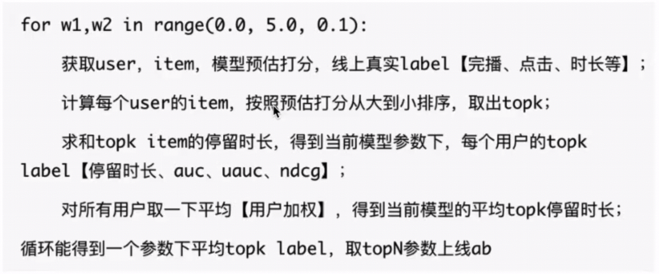 for w1,w2 in range(0.0, 5.0, 0.1):
获取user, item, 模型预估打分, 线上真实label【完播、点击、时长等】;
计算每个user的item, 按照预估打分从大到小排序, 取出topk;
求和topk item的停留时长, 得到当前模型参数下, 每个用户的topk
label【停留时长、auc、uauc、ndcg】;
对所有用户取一下平均【用户加权】, 得到当前模型的平均topk停留时长;
循环能得到一个参数下平均topk label, 取topN参数上线ab